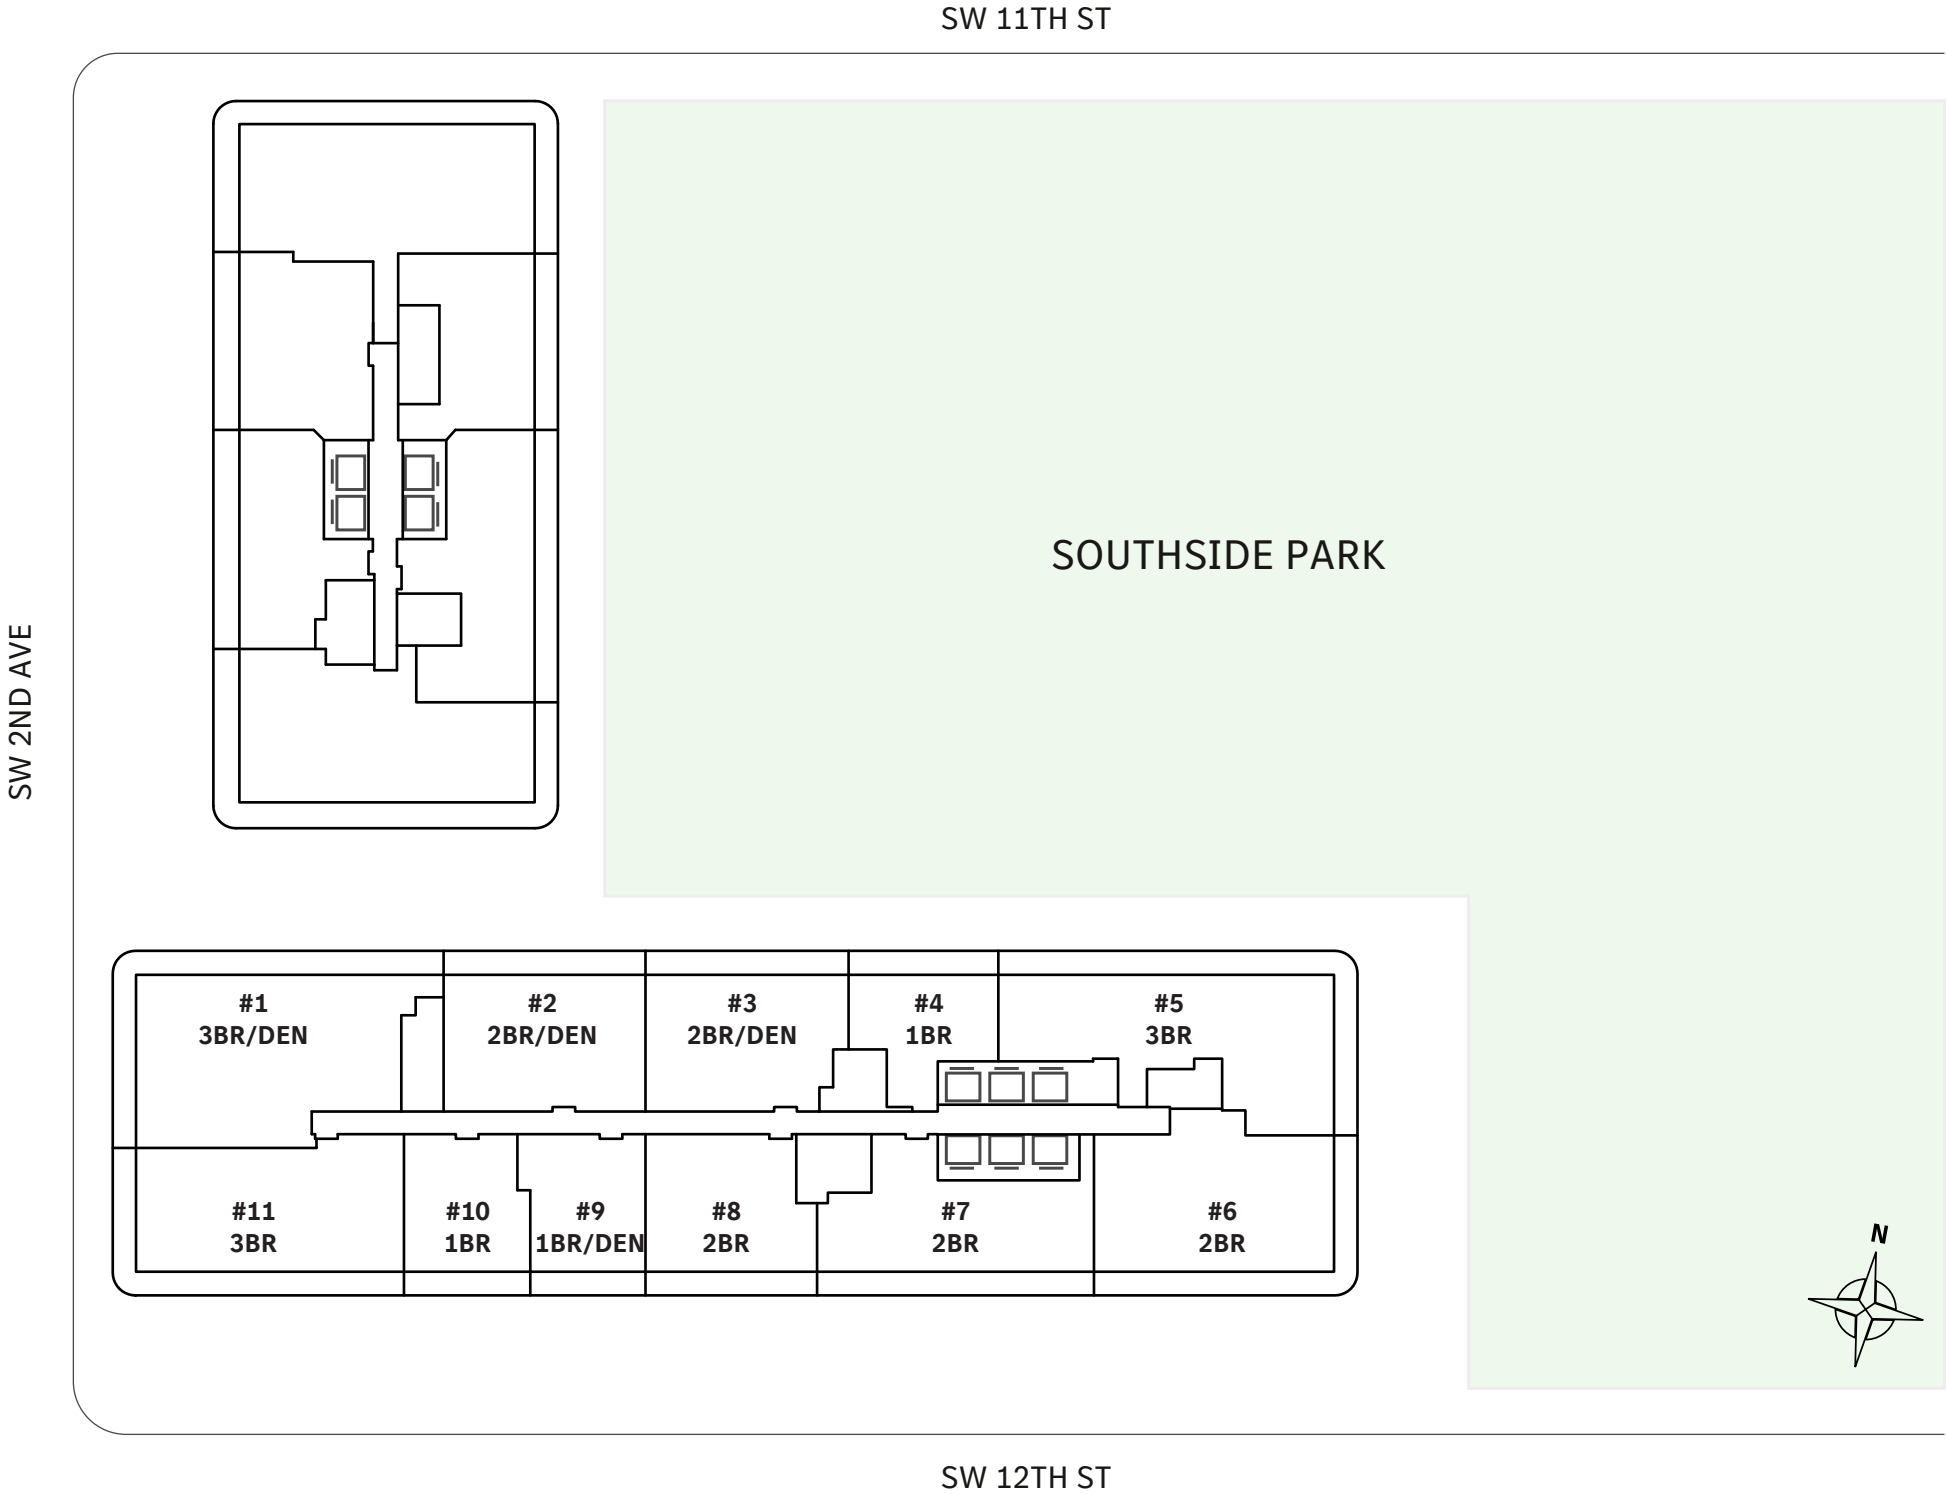 SW 11TH ST
SOUTHSIDE PARK
SW 2ND AVE
#1
3BR/DEN
#2
2BR/DEN
#3
2BR/DEN
#4
1BR
#5
3BR
#11
3BR
#10
1BR
#9
1BR/DEN
#8
2BR
#7
2BR
#6
2BR
N
SW 12TH ST